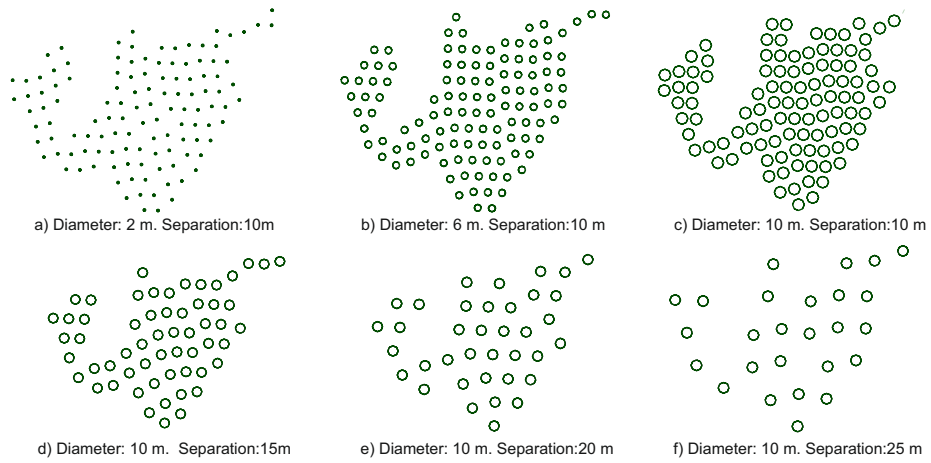 a) Diameter: 2 m. Separation:10m
b) Diameter: 6 m. Separation:10 m
c) Diameter: 10 m. Separation:10 m
d) Diameter: 10 m. Separation:15m
e) Diameter: 10 m. Separation:20 m
f) Diameter: 10 m. Separation:25 m